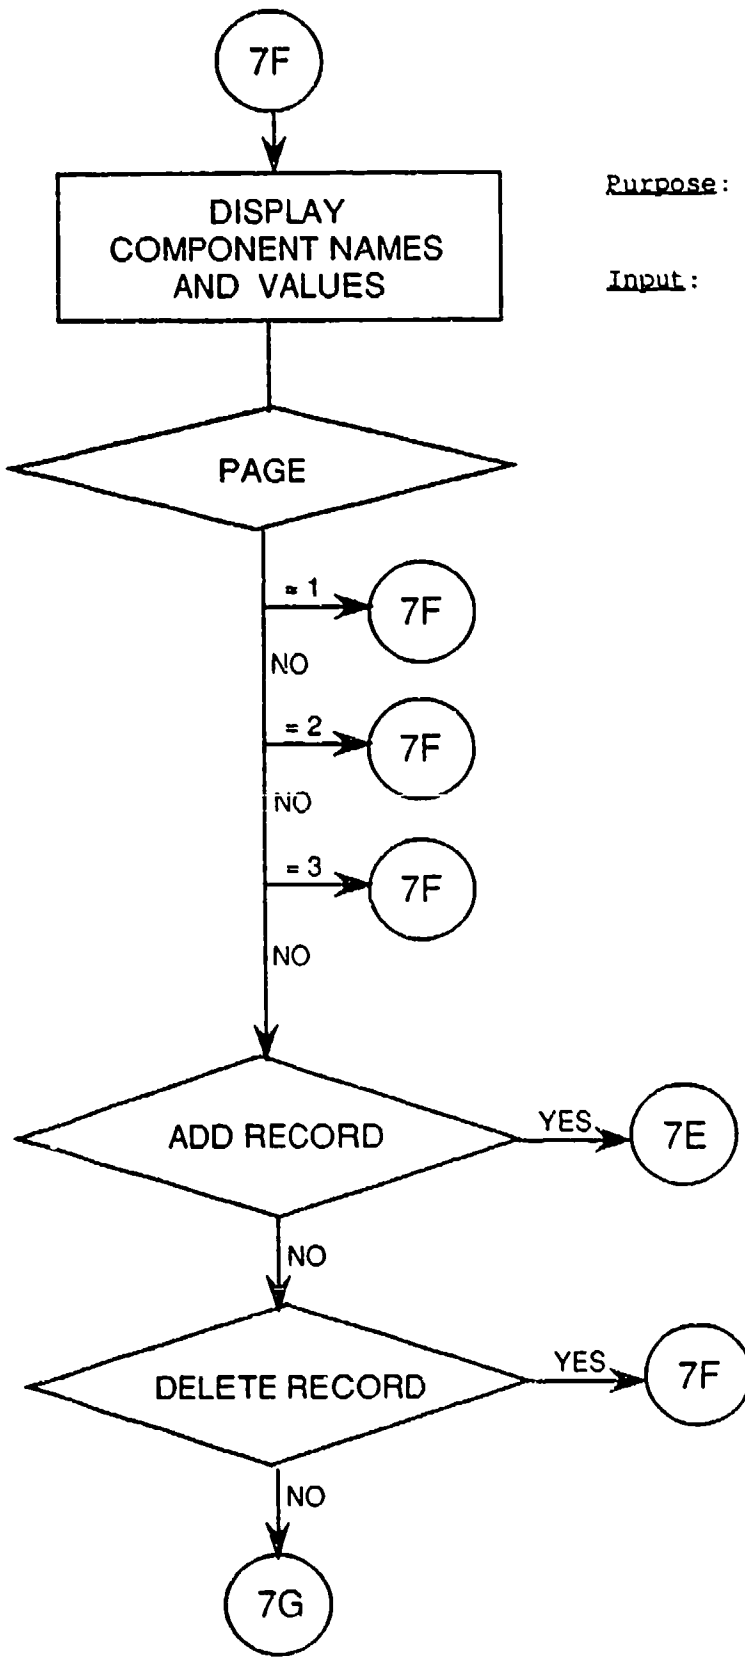 7F
DISPLAY
COMPONENT NAMES
AND VALUES
Purpose:
Input:
PAGE
= 1
7F
NO
= 2
7F
NO
= 3
7F
NO
ADD RECORD
YES
7E
NO
DELETE RECORD
YES
7F
NO
7G